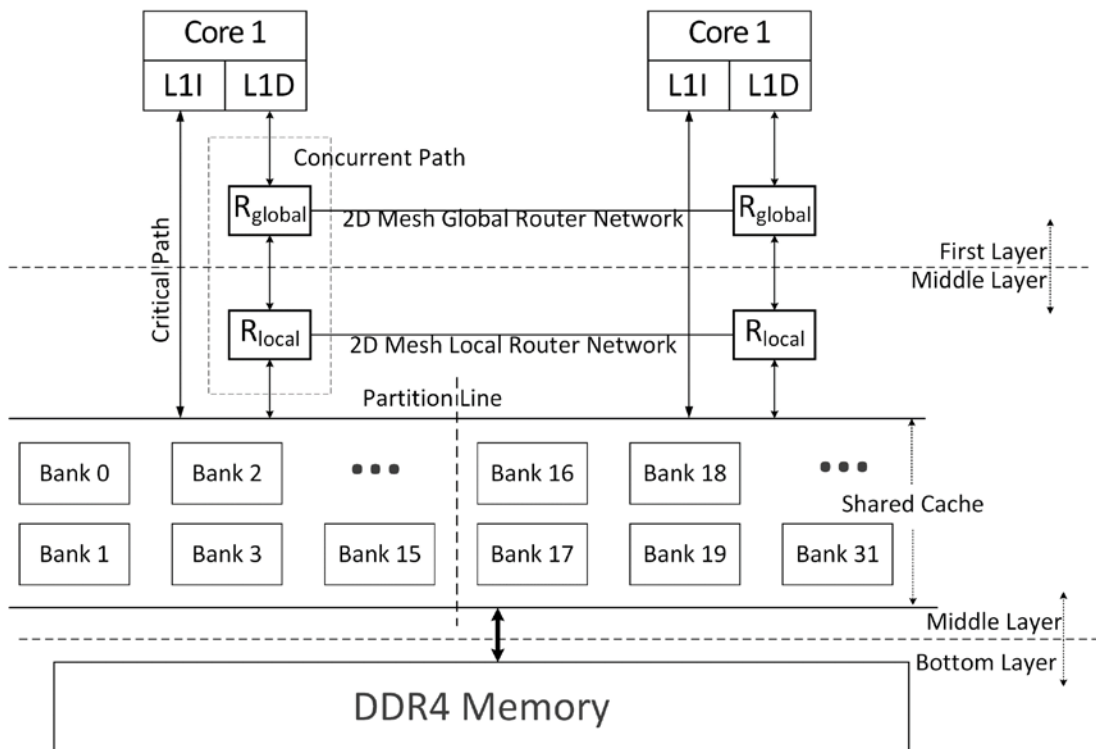 Core 1
L1I L1D
Core 1
L1I L1D
Concurrent Path
Critical Path
Rglobal
2D Mesh Global Router Network
Rglobal
First Layer
Middle Layer
Rlocal
2D Mesh Local Router Network
Rlocal
Partition Line
Bank 0 Bank 2 ... Bank 16 Bank 18 ...
Shared Cache
Bank 1 Bank 3 Bank 15 Bank 17 Bank 19 Bank 31
Middle Layer
Bottom Layer
DDR4 Memory